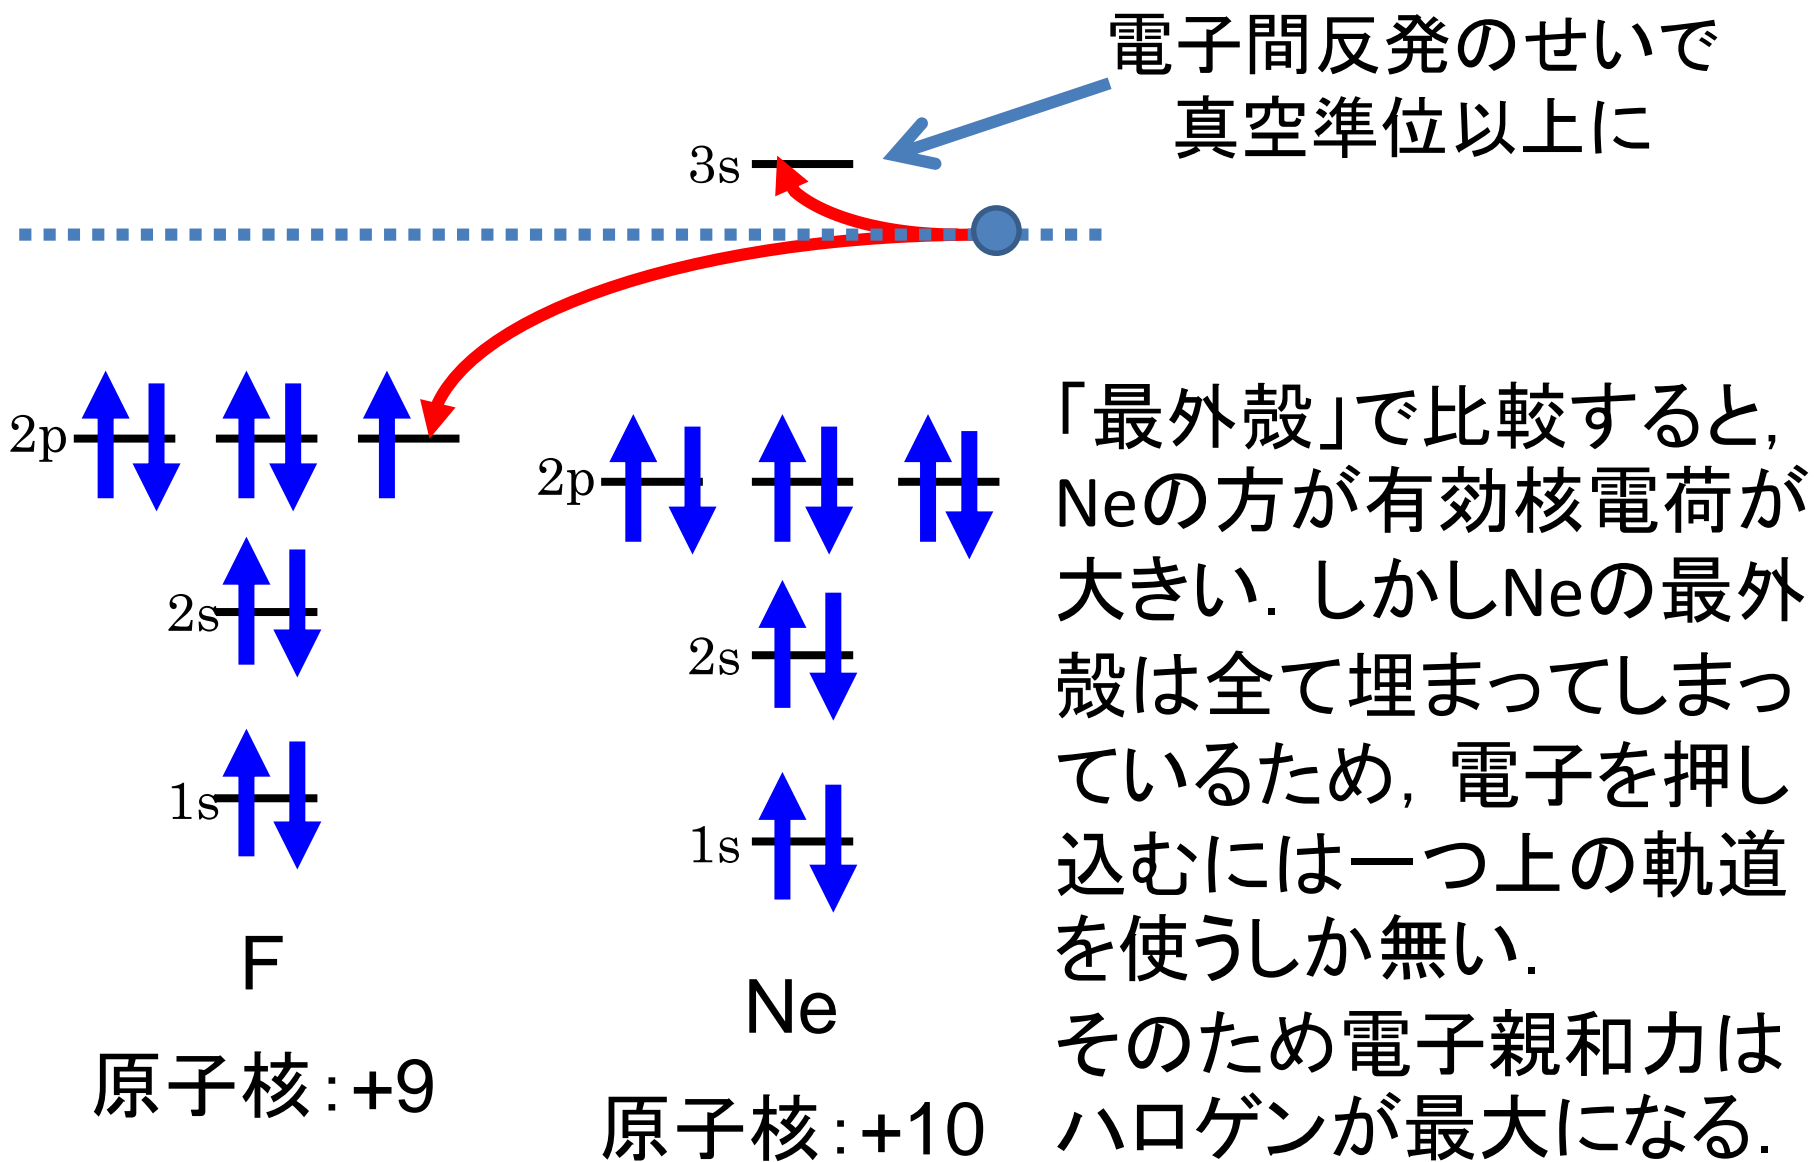 電子間反発のせいで
真空準位以上に
3s
2p
2s
1s
F
原子核：+9
2p
2s
1s
Ne
原子核：+10
「最外殻」で比較すると，
Neの方が有効核電荷が
大きい．しかしNeの最外
殻は全て埋まってしまっ
ているため，電子を押し
込むには一つ上の軌道
を使うしか無い．
そのため電子親和力は
ハロゲンが最大になる．